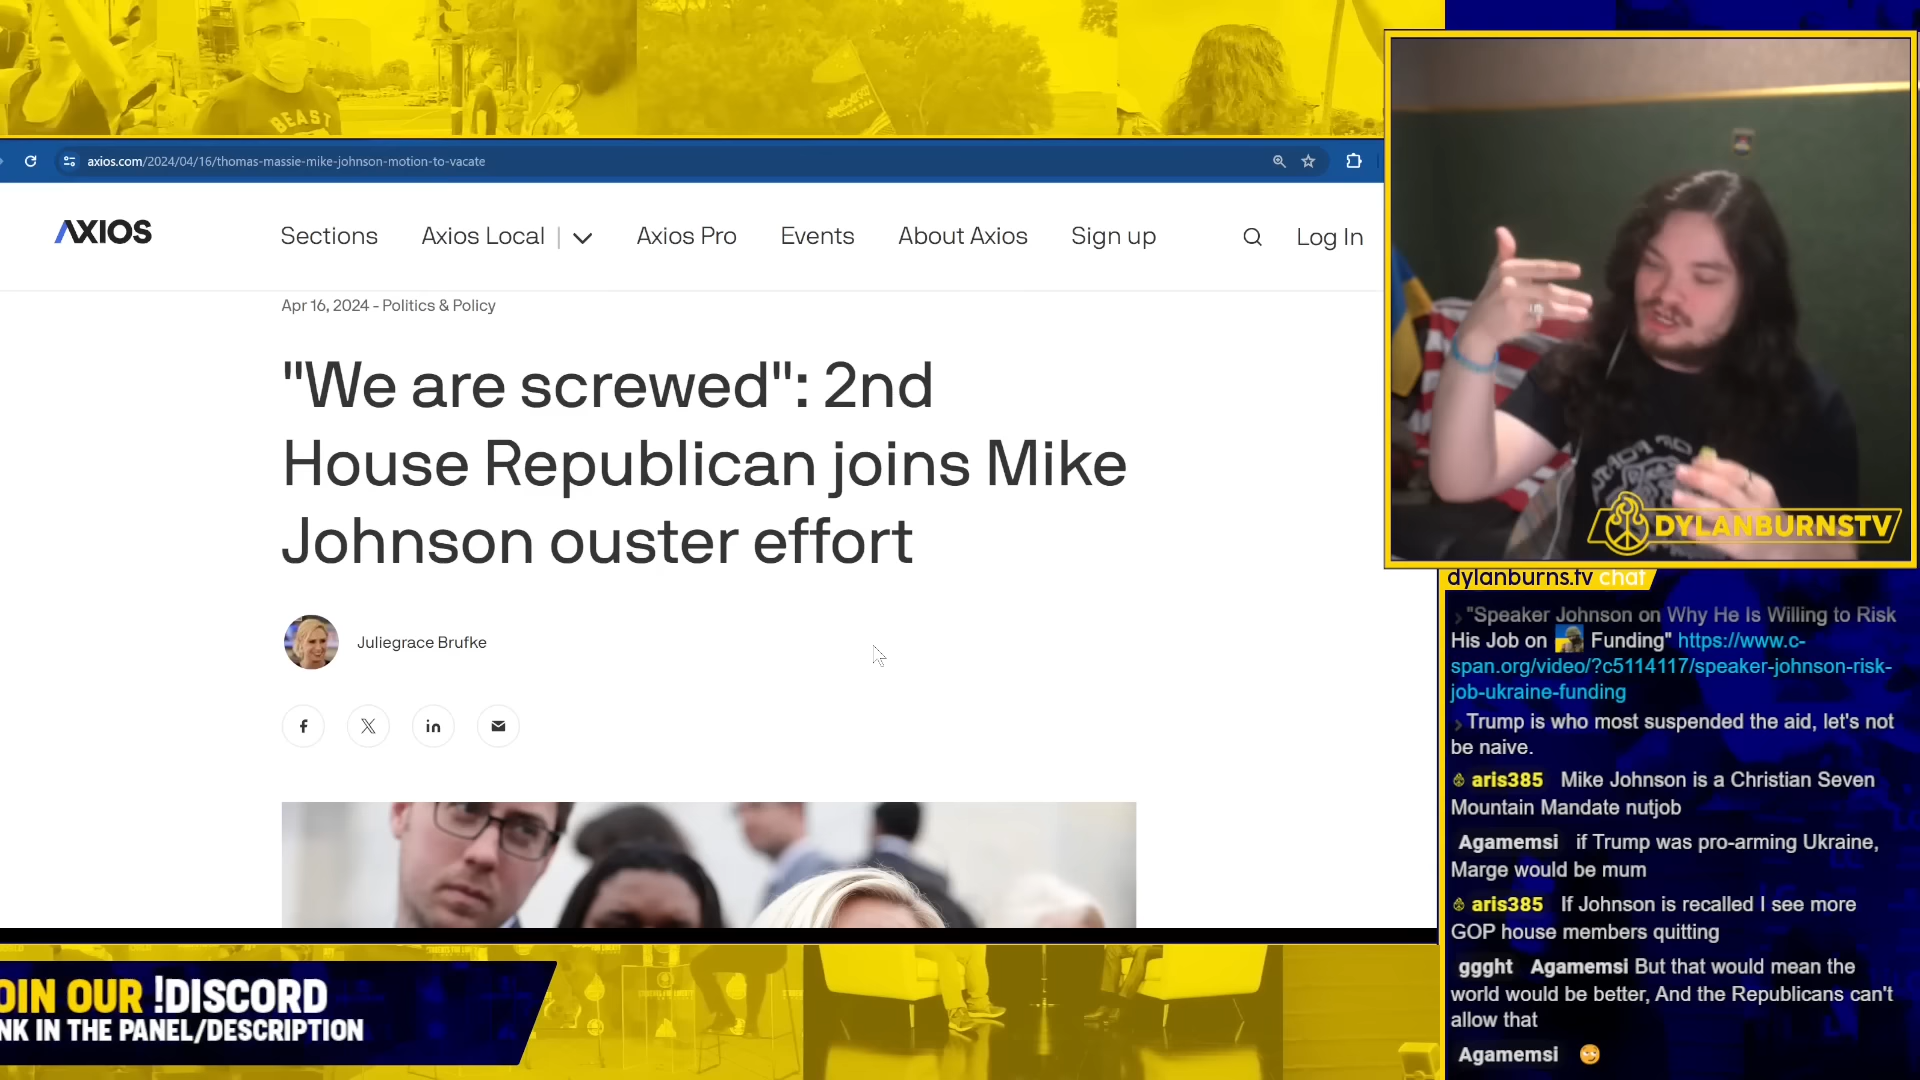 BEAST
axios.com/2024/04/16/thomas-massie-mike-johnson-motion-to-vacate
AXIOS
Sections
Axios Local
Axios Pro
Events
About Axios
Sign up
Log In
Apr 16, 2024 - Politics & Policy
"We are screwed": 2nd
House Republican joins Mike
Johnson ouster effort
Juliegrace Brufke
OIN OUR !DISCORD
NK IN THE PANEL/DESCRIPTION
DYLANBURNSTV
dylanburns.tv chat
"Speaker Johnson on Why He Is Willing to Risk
His Job on Funding" https://www.c-
span.org/video/?c5114117/speaker-johnson-risk-
job-ukraine-funding
Trump is who most suspended the aid, let's not
be naive.
aris385 Mike Johnson is a Christian Seven
Mountain Mandate nutjob
Agamemsi if Trump was pro-arming Ukraine,
Marge would be mum
aris385 If Johnson is recalled I see more
GOP house members quitting
ggght Agamemsi But that would mean the
world would be better, And the Republicans can't
allow that
Agamemsi